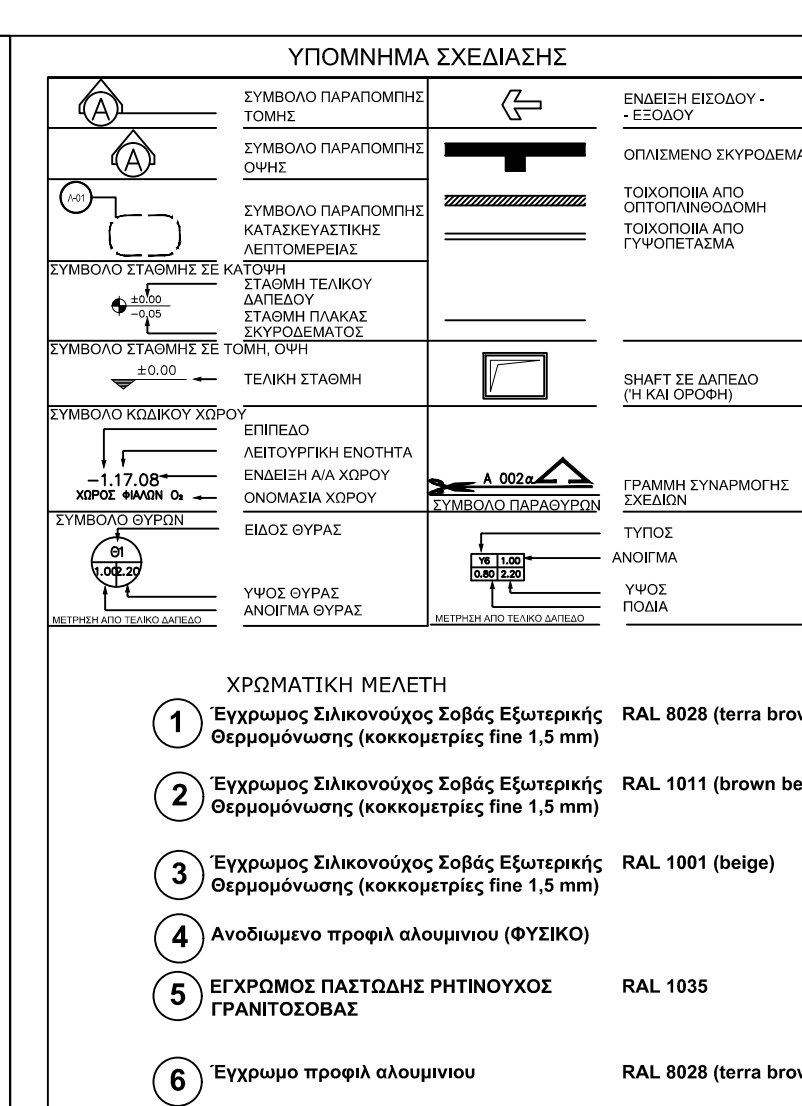 ΥΠΟΜΝΗΜΑ ΣΧΕΔΙΑΣΗΣ
A
ΣΥΜΒΟΛΟ ΠΑΡΑΠΟΜΠΗΣ
ΤΟΜΗΣ
ΕΝΔΕΙΞΗ ΕΙΣΟΔΟΥ -
- ΕΞΟΔΟΥ
A
ΣΥΜΒΟΛΟ ΠΑΡΑΠΟΜΠΗΣ
ΟΨΗΣ
ΟΠΛΙΣΜΕΝΟ ΣΚΥΡΟΔΕΜΑ
Λ-01
ΣΥΜΒΟΛΟ ΠΑΡΑΠΟΜΠΗΣ
ΚΑΤΑΣΚΕΥΑΣΤΙΚΗΣ
ΛΕΠΤΟΜΕΡΕΙΑΣ
ΤΟΙΧΟΠΟΙΙΑ ΑΠΟ
ΟΠΤΟΠΛΙΝΘΟΔΟΜΗ
ΤΟΙΧΟΠΟΙΙΑ ΑΠΟ
ΓΥΨΟΠΕΤΑΣΜΑ
ΣΥΜΒΟΛΟ ΣΤΑΘΜΗΣ ΣΕ ΚΑΤΟΨΗ
±0.00
-0.05
ΣΤΑΘΜΗ ΤΕΛΙΚΟΥ
ΔΑΠΕΔΟΥ
ΣΤΑΘΜΗ ΠΛΑΚΑΣ
ΣΚΥΡΟΔΕΜΑΤΟΣ
ΣΥΜΒΟΛΟ ΣΤΑΘΜΗΣ ΣΕ ΤΟΜΗ, ΟΨΗ
±0.00
ΤΕΛΙΚΗ ΣΤΑΘΜΗ
SHAFT ΣΕ ΔΑΠΕΔΟ
('Η ΚΑΙ ΟΡΟΦΗ)
ΣΥΜΒΟΛΟ ΚΩΔΙΚΟΥ ΧΩΡΟΥ
ΕΠΙΠΕΔΟ
ΛΕΙΤΟΥΡΓΙΚΗ ΕΝΟΤΗΤΑ
-1.17.08
ΕΝΔΕΙΞΗ Α/Α ΧΩΡΟΥ
ΧΩΡΟΣ ΦΙΑΛΩΝ O₂
ΟΝΟΜΑΣΙΑ ΧΩΡΟΥ
A 002α
ΓΡΑΜΜΗ ΣΥΝΑΡΜΟΓΗΣ
ΣΧΕΔΙΩΝ
ΣΥΜΒΟΛΟ ΘΥΡΩΝ
ΕΙΔΟΣ ΘΥΡΑΣ
Θ1
1.00 2.20
ΥΨΟΣ ΘΥΡΑΣ
ΑΝΟΙΓΜΑ ΘΥΡΑΣ
ΜΕΤΡΗΣΗ ΑΠΟ ΤΕΛΙΚΟ ΔΑΠΕΔΟ
ΣΥΜΒΟΛΟ ΠΑΡΑΘΥΡΩΝ
ΤΥΠΟΣ
Υ6 1.00
ΑΝΟΙΓΜΑ
0.80 2.20
ΥΨΟΣ
ΠΟΔΙΑ
ΜΕΤΡΗΣΗ ΑΠΟ ΤΕΛΙΚΟ ΔΑΠΕΔΟ
ΧΡΩΜΑΤΙΚΗ ΜΕΛΕΤΗ
1 Έγχρωμος Σιλικονούχος Σοβάς Εξωτερικής RAL 8028 (terra brow
Θερμομόνωσης (κοκκομετρίες fine 1,5 mm)
2 Έγχρωμος Σιλικονούχος Σοβάς Εξωτερικής RAL 1011 (brown be
Θερμομόνωσης (κοκκομετρίες fine 1,5 mm)
3 Έγχρωμος Σιλικονούχος Σοβάς Εξωτερικής RAL 1001 (beige)
Θερμομόνωσης (κοκκομετρίες fine 1,5 mm)
4 Ανοδιωμενο προφιλ αλουμινιου (ΦΥΣΙΚΟ)
5 ΕΓΧΡΩΜΟΣ ΠΑΣΤΩΔΗΣ ΡΗΤΙΝΟΥΧΟΣ RAL 1035
ΓΡΑΝΙΤΟΣΟΒΑΣ
6 Έγχρωμο προφιλ αλουμινιου RAL 8028 (terra brow